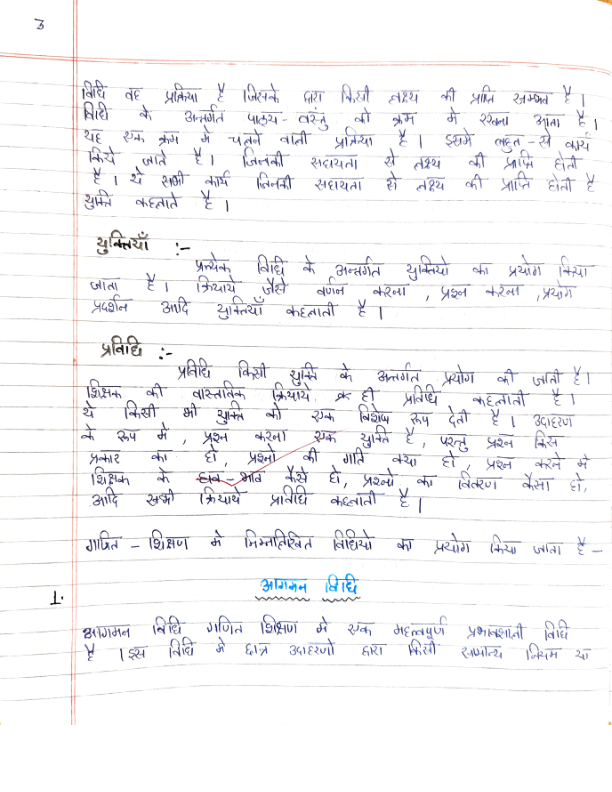 3
विधि वह प्रक्रिया है जिसके द्वारा किसी लक्ष्य की प्राप्ति सम्भव है।
विधि के अन्तर्गत पाठ्य-वस्तु को क्रम में रखना आता है।
यह एक क्रम में चलने वाली प्रक्रिया है। इसमे बहुत-से कार्य
किये जाते है। जिनकी सहायता से लक्ष्य की प्राप्ति होती
है। ये सभी कार्य जिनकी सहायता से लक्ष्य की प्राप्ति होती है
युक्ति कहलाते है।
युक्तियाँ :-
प्रत्येक विधि के अन्तर्गत युक्तियो का प्रयोग किया
जाता है। क्रियाये जैसे वर्णन करना, प्रश्न करना, प्रयोग
प्रदर्शन आदि युक्तियाँ कहलाती है।
प्रविधि :-
प्रविधि किसी युक्ति के अन्तर्गत प्रयोग की जाती है।
शिक्षक की वास्तविक क्रियाये ही प्रविधि कहलाती है।
ये किसी भी युक्ति को एक विशेष रूप देती है। उदाहरण
के रूप मे, प्रश्न करना एक युक्ति है, परन्तु प्रश्न किस
प्रकार का हो, प्रश्नो की गति क्या हो, प्रश्न करने मे
शिक्षक के हाव-भाव कैसे हो, प्रश्नो का वितरण कैसा हो,
आदि सभी क्रियाये प्राविधि कहलाती है।
गणित - शिक्षण मे निम्नलिखित विधियो का प्रयोग किया जाता है -
1. आगमन विधि
आगमन विधि गणित शिक्षण मे एक महत्वपूर्ण प्रभावशाली विधि
है। इस विधि मे छात्र उदाहरणो द्वारा किसी सामान्य नियम या